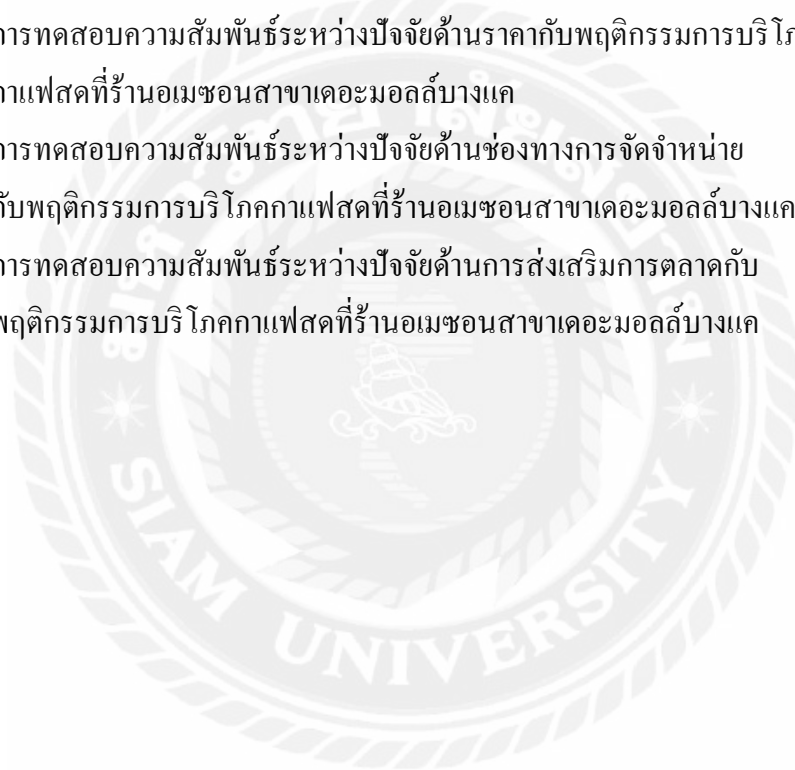 การทดสอบความสัมพันธ์ระหว่างปัจจัยด้านราคากับพฤติกรรมการบริโภ
กาแฟสดที่ร้านอเมซอนสาขาเดอะมอลล์บางแค
การทดสอบความสัมพันธ์ระหว่างปัจจัยด้านช่องทางการจัดจำหน่าย
กับพฤติกรรมการบริโภคกาแฟสดที่ร้านอเมซอนสาขาเดอะมอลล์บางแค
การทดสอบความสัมพันธ์ระหว่างปัจจัยด้านการส่งเสริมการตลาดกับ
พฤติกรรมการบริโภคกาแฟสดที่ร้านอเมซอนสาขาเดอะมอลล์บางแค
มหาวิทยาลัยสยาม
SIAM UNIVERSITY